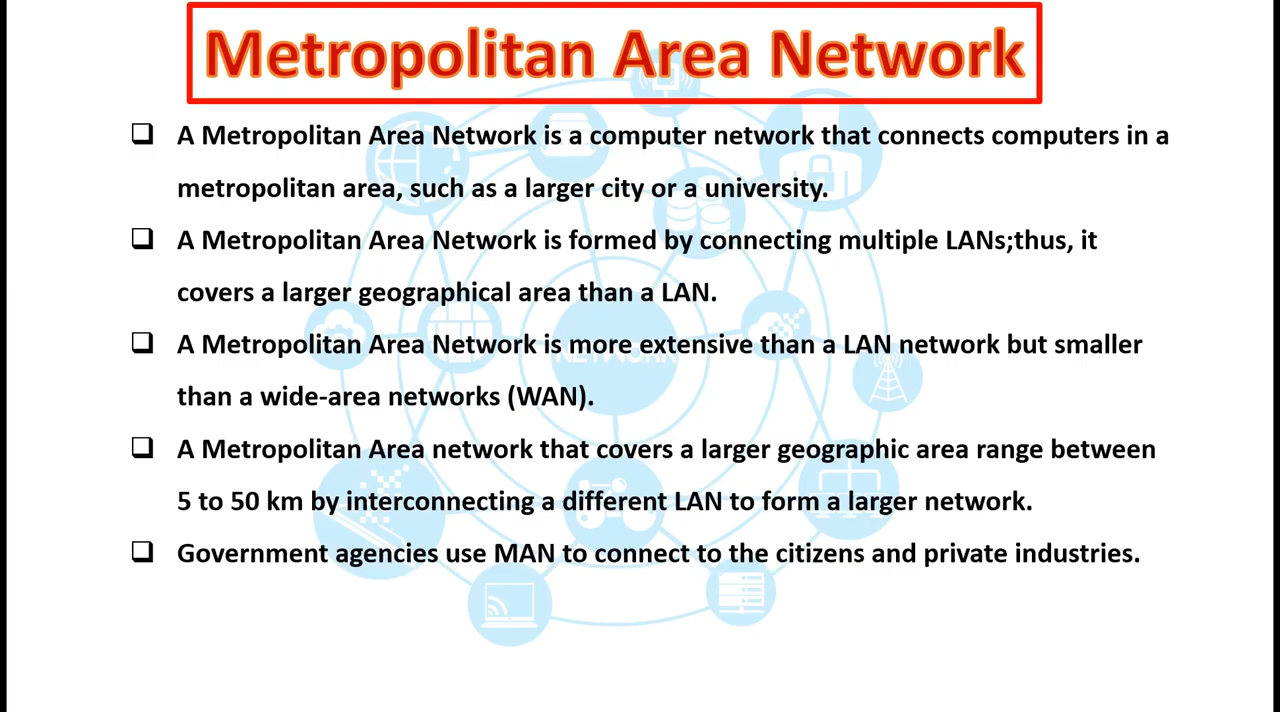 Metropolitan Area Network
❑ A Metropolitan Area Network is a computer network that connects computers in a
metropolitan area, such as a larger city or a university.
❑ A Metropolitan Area Network is formed by connecting multiple LANs;thus, it
covers a larger geographical area than a LAN.
❑ A Metropolitan Area Network is more extensive than a LAN network but smaller
than a wide-area networks (WAN).
❑ A Metropolitan Area network that covers a larger geographic area range between
5 to 50 km by interconnecting a different LAN to form a larger network.
❑ Government agencies use MAN to connect to the citizens and private industries.
NETWORK